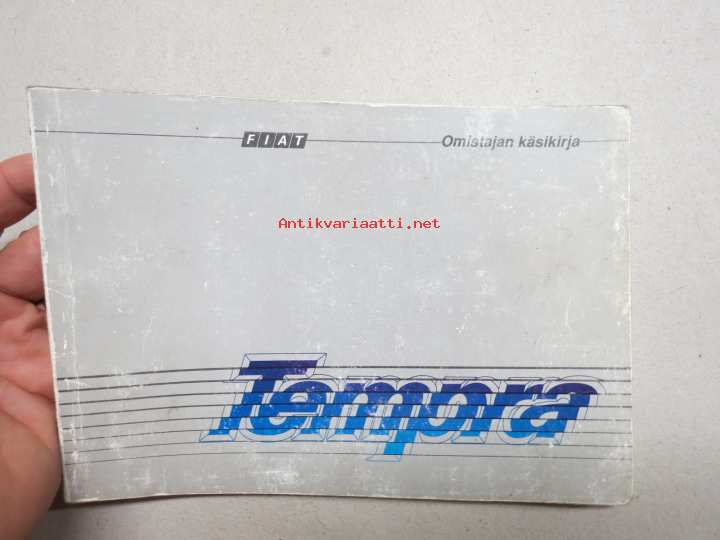 FIAT Omistajan käsikirja
Antikvariaatti.net
Tempra